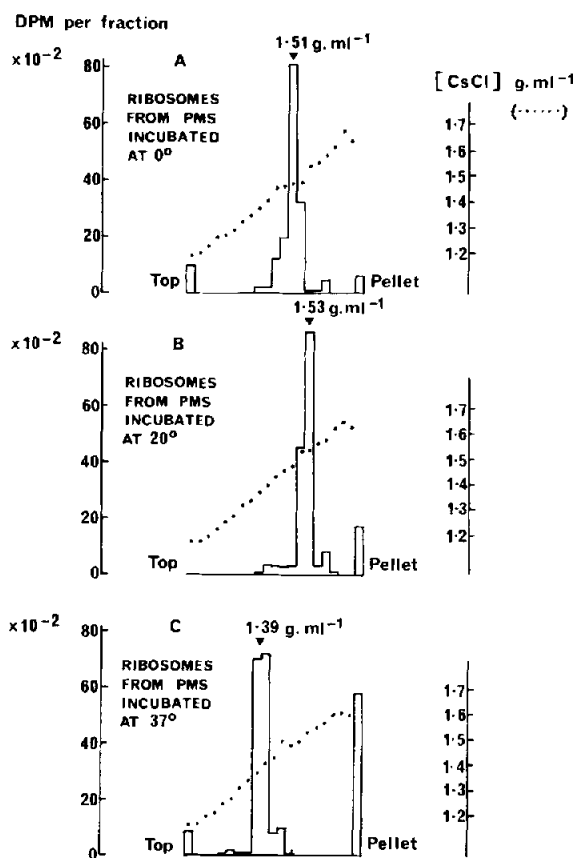 DPM per fraction
×10⁻²
1·51 g.ml⁻¹
A
RIBOSOMES
FROM PMS
INCUBATED
AT 0°
80
60
40
20
0
Top
Pellet
[CsCl] g.ml⁻¹
(······)
1·7
1·6
1·5
1·4
1·3
1·2
×10⁻²
1·53 g.ml⁻¹
B
RIBOSOMES
FROM PMS
INCUBATED
AT 20°
80
60
40
20
0
Top
Pellet
1·7
1·6
1·5
1·4
1·3
1·2
×10⁻²
1·39 g.ml⁻¹
C
RIBOSOMES
FROM PMS
INCUBATED
AT 37°
80
60
40
20
0
Top
Pellet
1·7
1·6
1·5
1·4
1·3
1·2